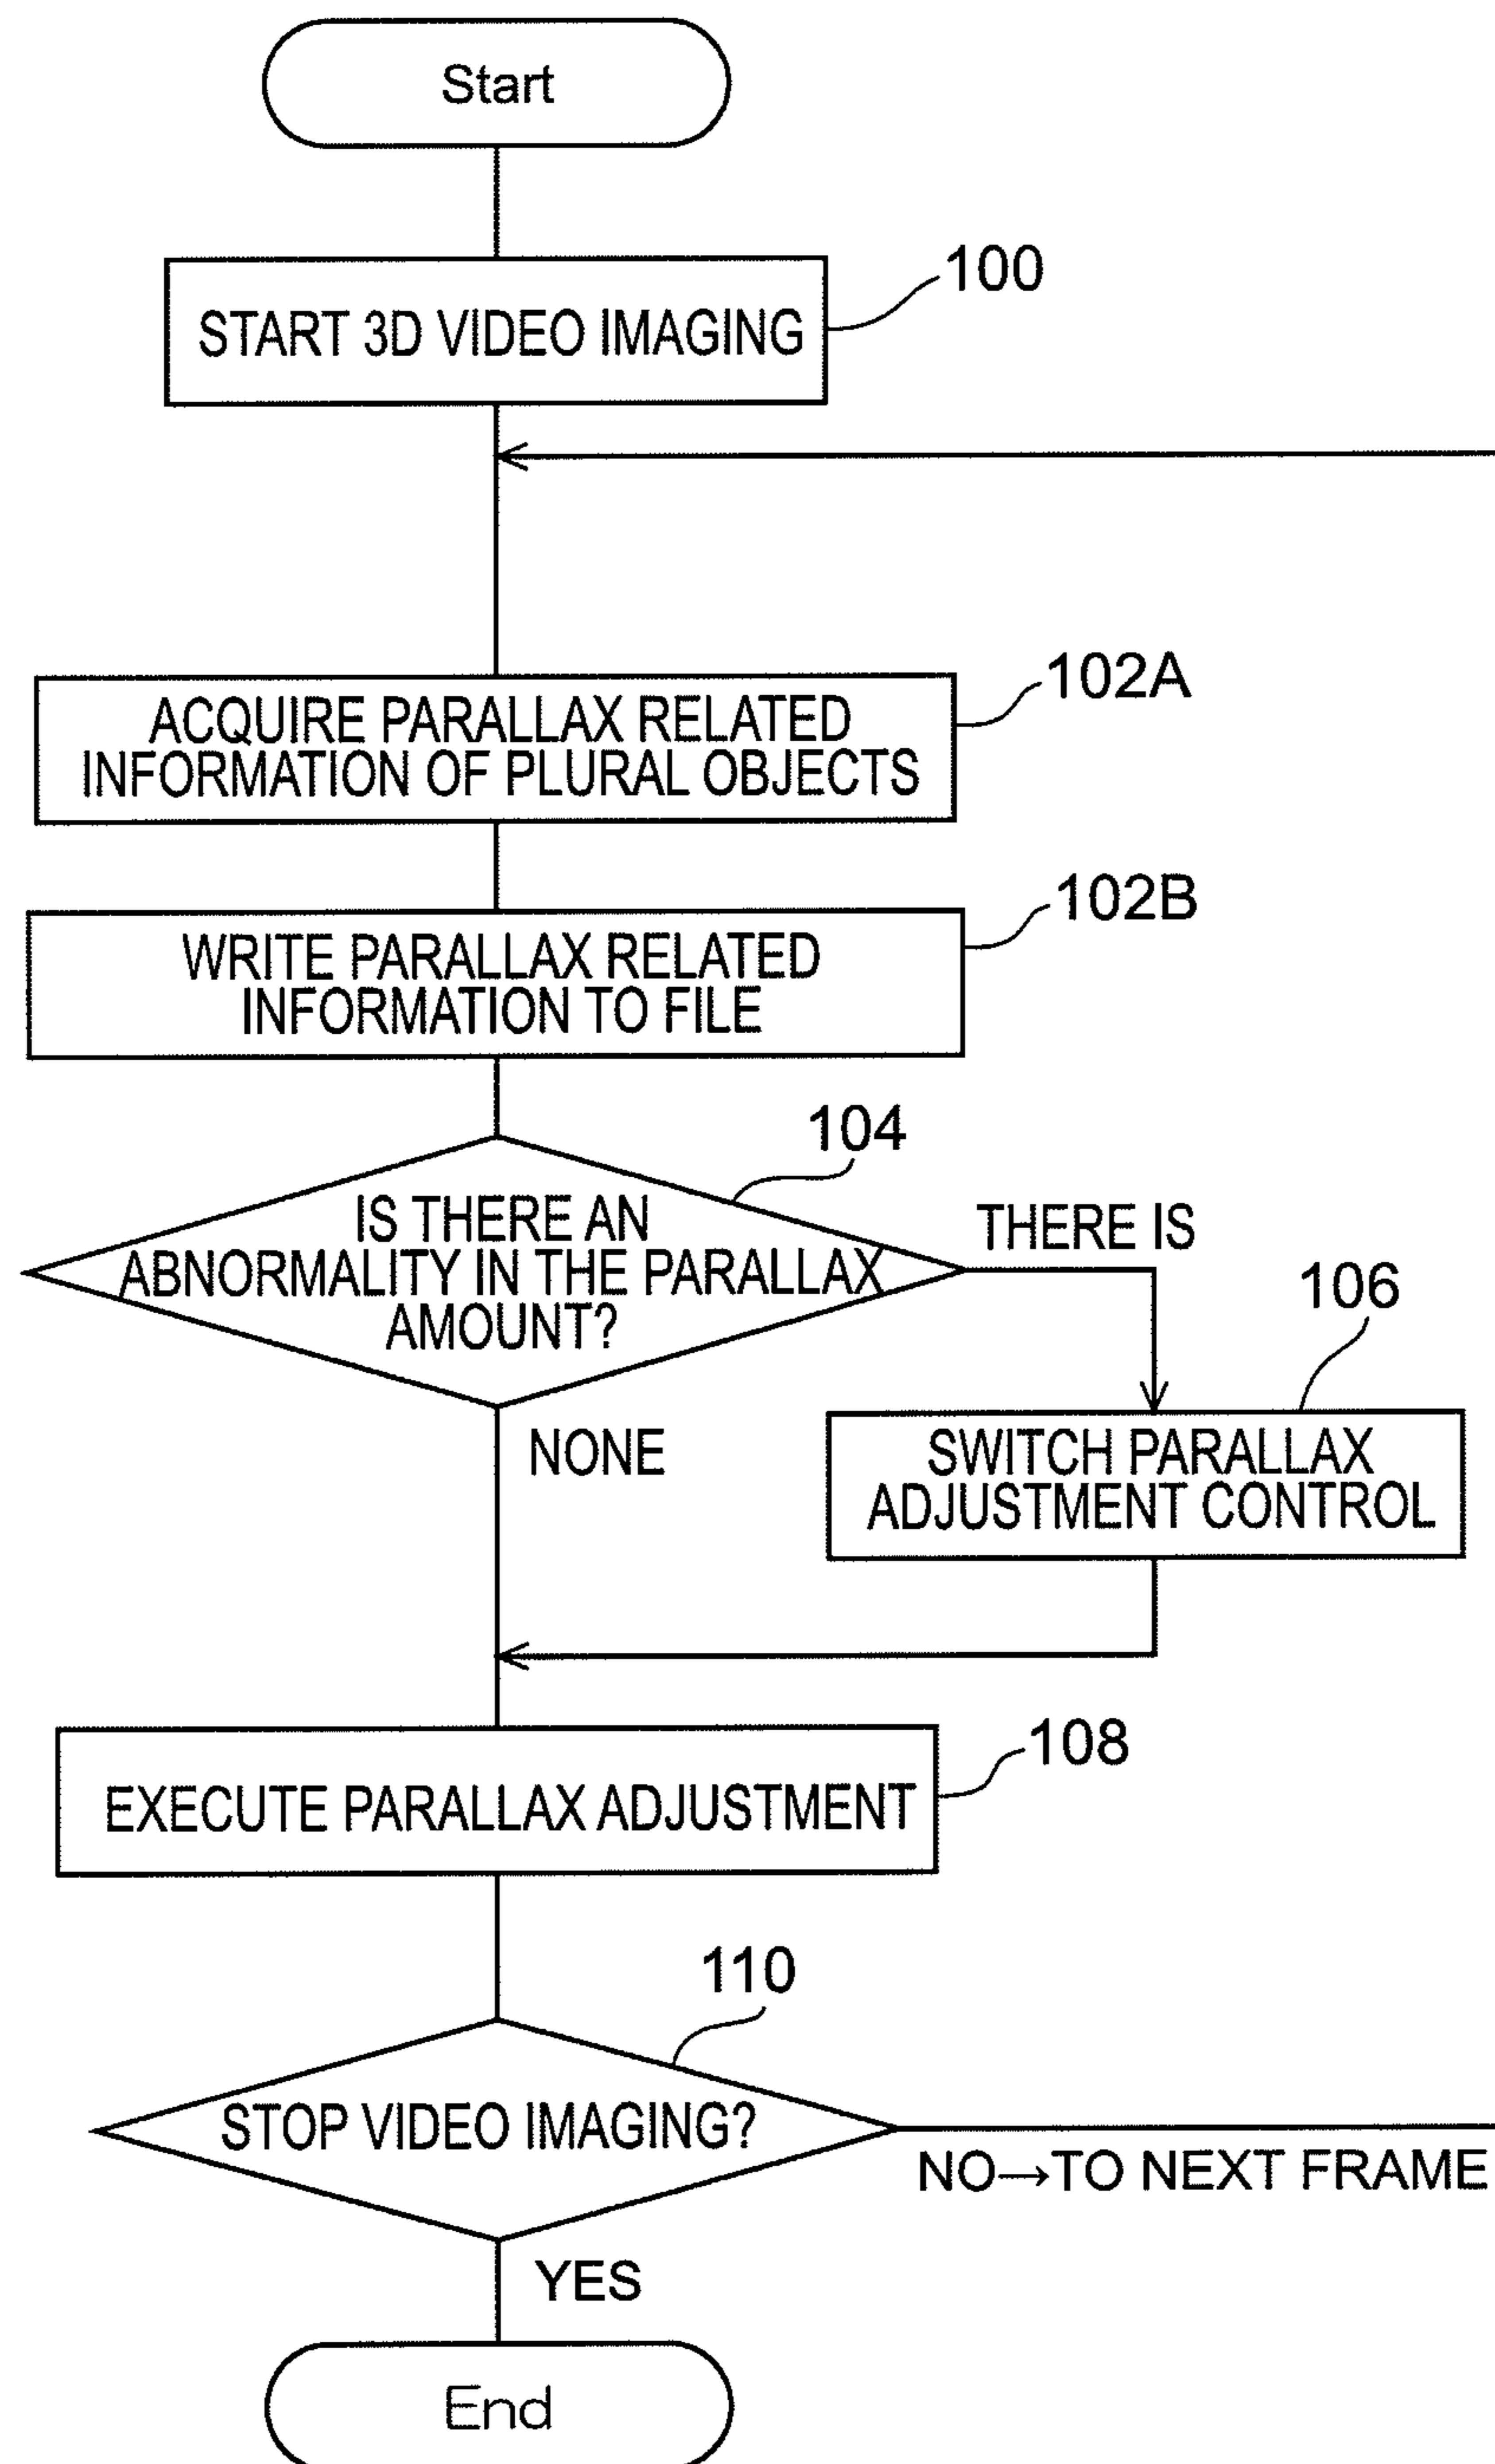 Start
100
START 3D VIDEO IMAGING
102A
ACQUIRE PARALLAX RELATED
INFORMATION OF PLURAL OBJECTS
102B
WRITE PARALLAX RELATED
INFORMATION TO FILE
104
IS THERE AN
ABNORMALITY IN THE PARALLAX
AMOUNT?
THERE IS
106
NONE
SWITCH PARALLAX
ADJUSTMENT CONTROL
108
EXECUTE PARALLAX ADJUSTMENT
110
STOP VIDEO IMAGING?
NO→TO NEXT FRAME
YES
End